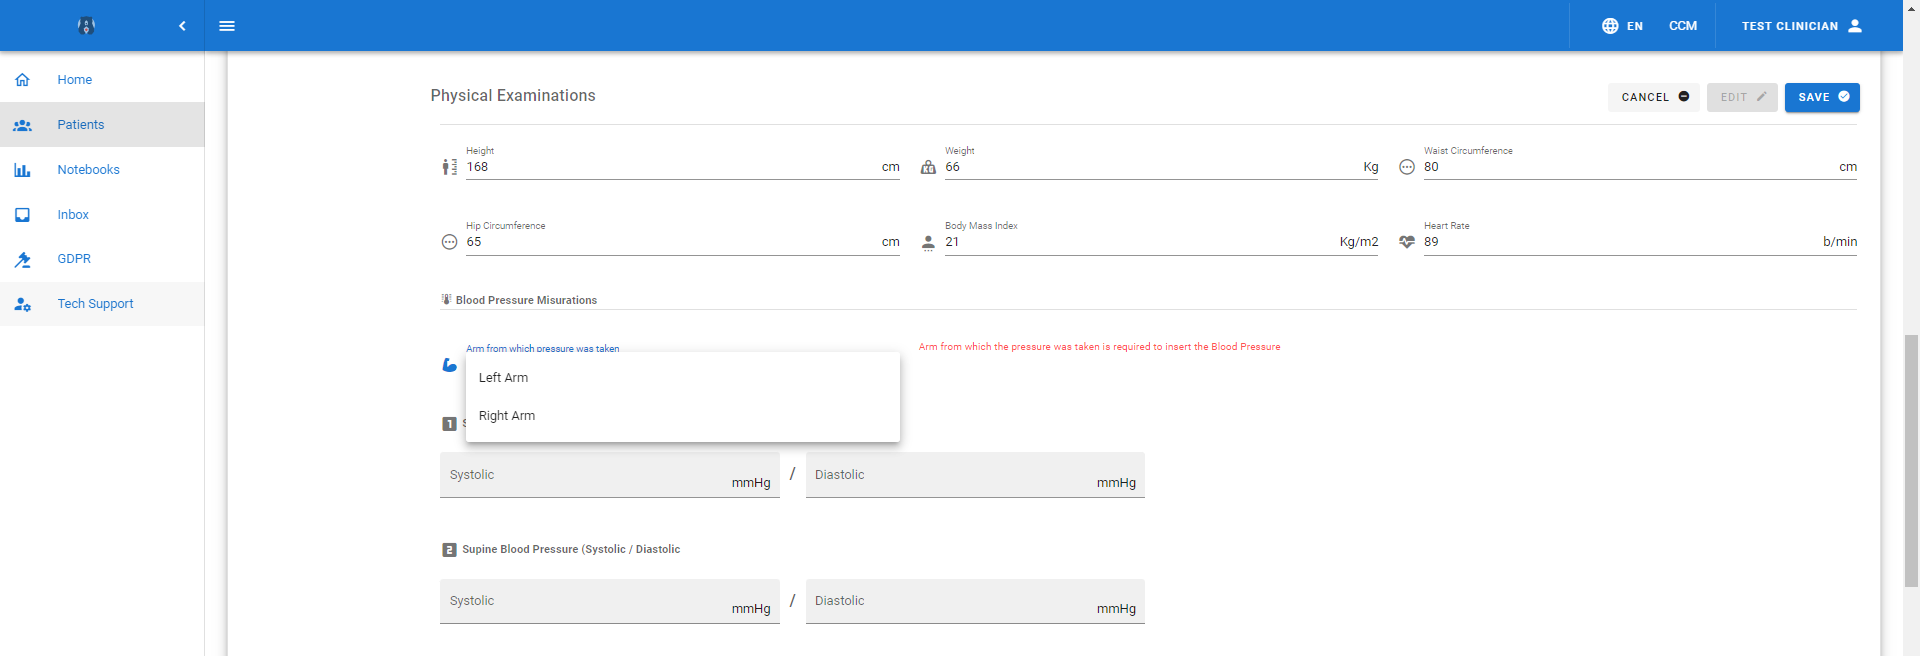 EN
CCM
TEST CLINICIAN
Home
Patients
Notebooks
Inbox
GDPR
Tech Support
Physical Examinations
CANCEL
EDIT
SAVE
Height
168 cm
Weight
66 Kg
Waist Circumference
80 cm
Hip Circumference
65 cm
Body Mass Index
21 Kg/m2
Heart Rate
89 b/min
Blood Pressure Misurations
Arm from which pressure was taken
Arm from which the pressure was taken is required to insert the Blood Pressure
Left Arm
Right Arm
1
Systolic mmHg / Diastolic mmHg
2 Supine Blood Pressure (Systolic / Diastolic
Systolic mmHg / Diastolic mmHg